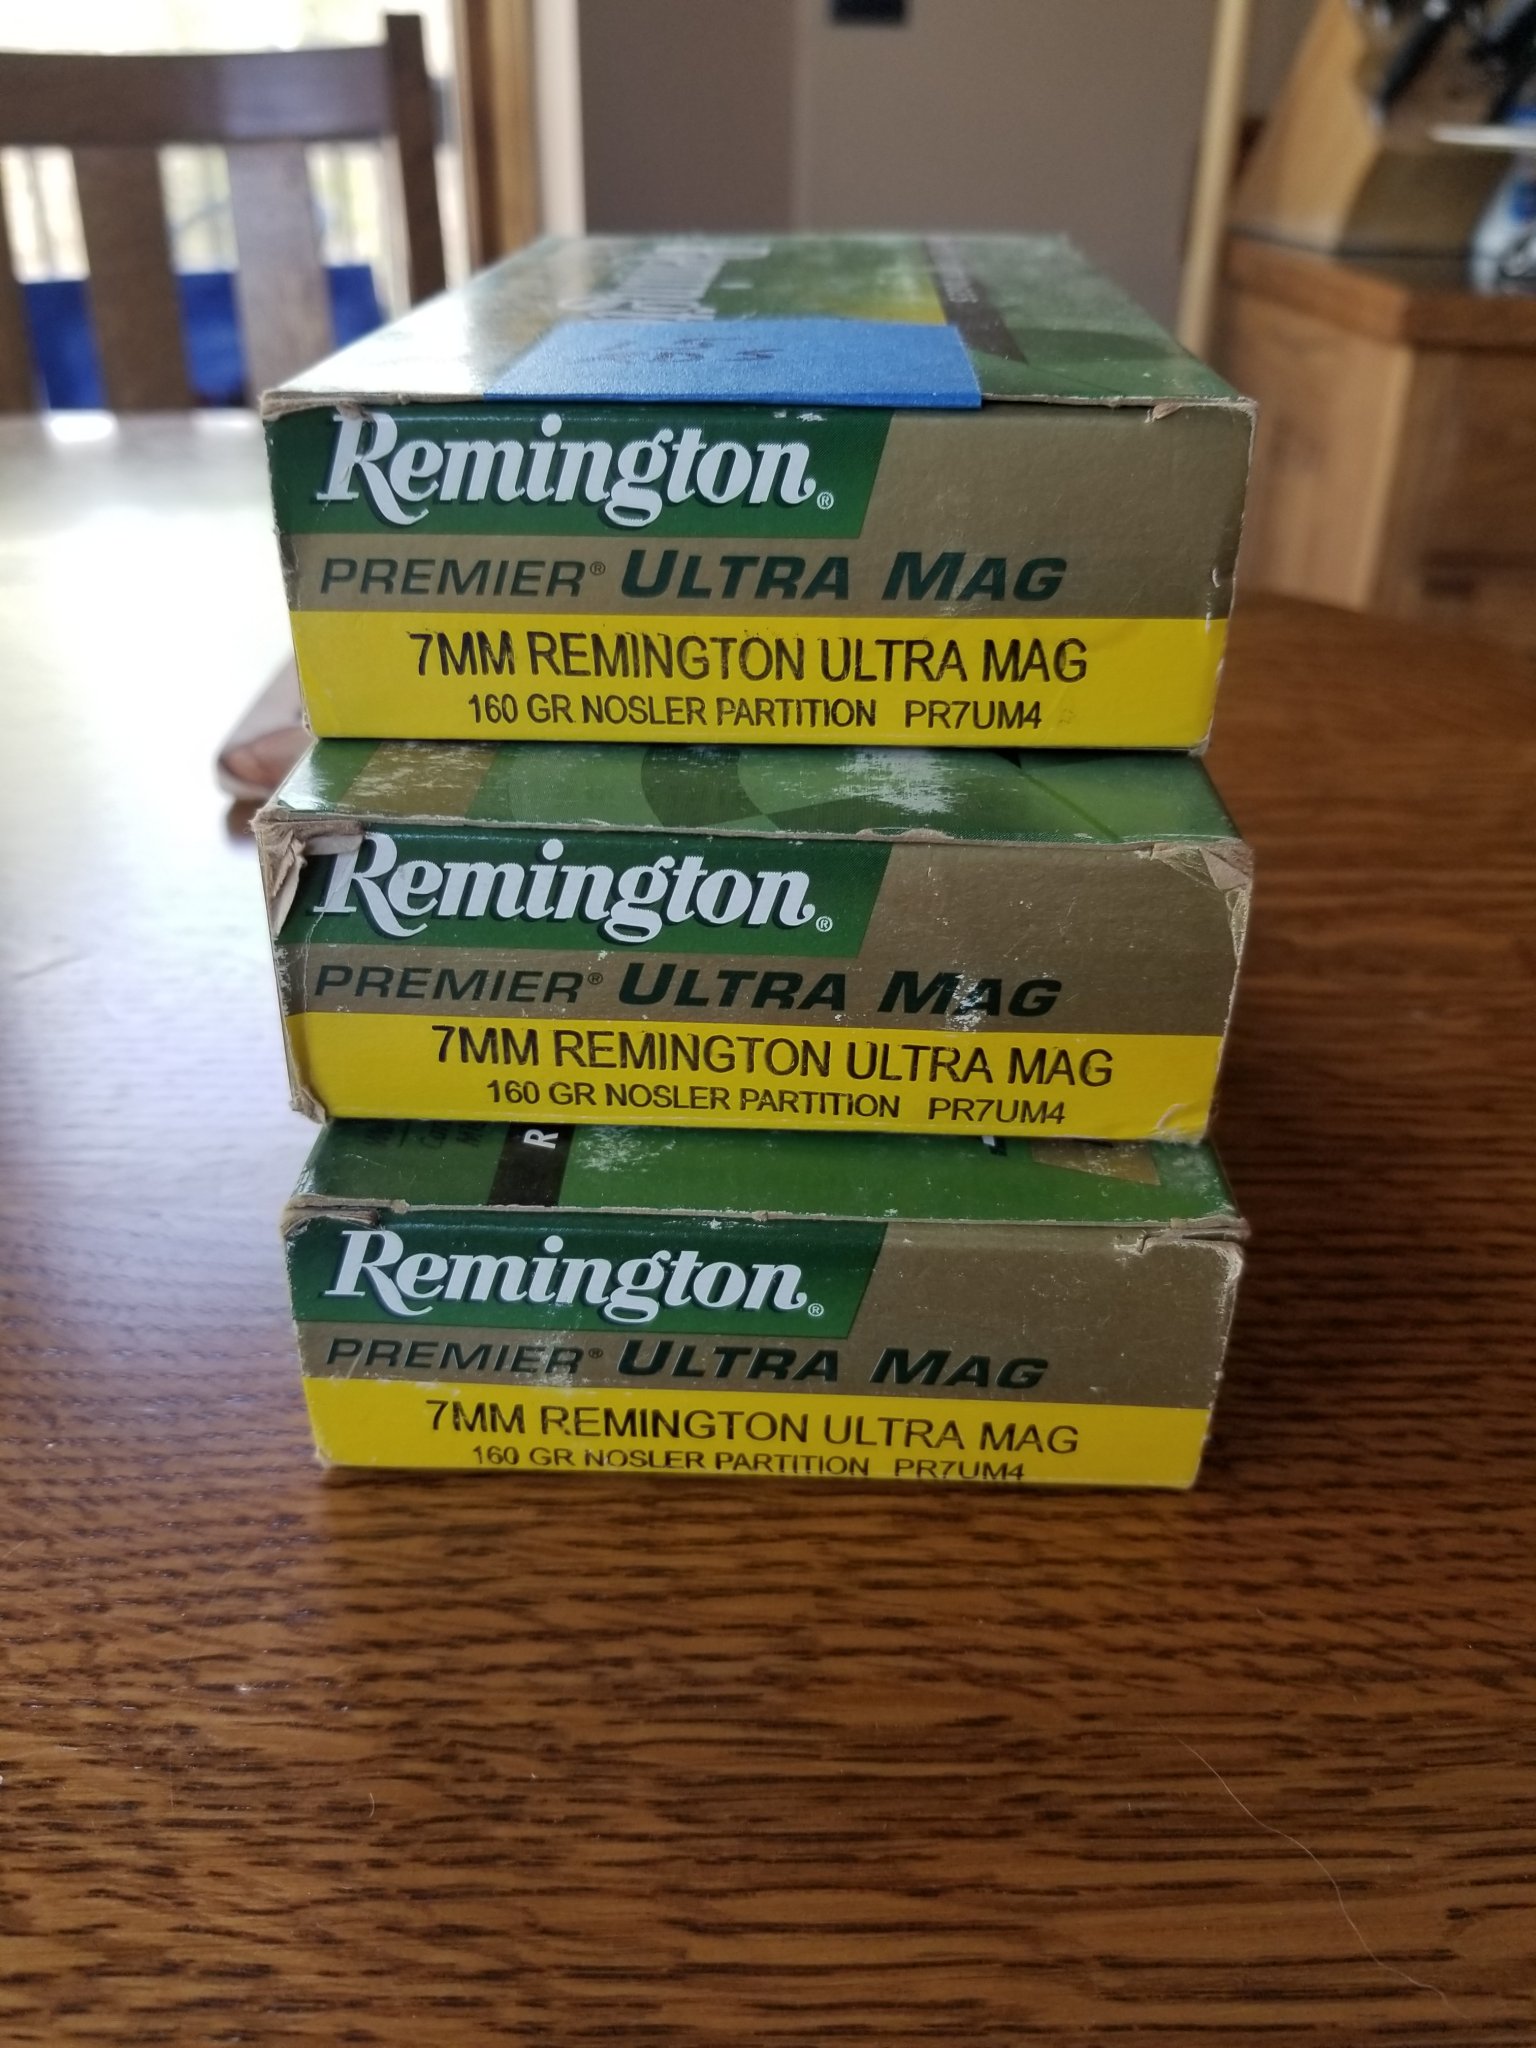 Remington®
PREMIER® ULTRA MAG
7MM REMINGTON ULTRA MAG
160 GR NOSLER PARTITION PR7UM4
Remington®
PREMIER® ULTRA MAG
7MM REMINGTON ULTRA MAG
160 GR NOSLER PARTITION PR7UM4
R
Remington®
PREMIER® ULTRA MAG
7MM REMINGTON ULTRA MAG
160 GR NOSLER PARTITION PR7UM4